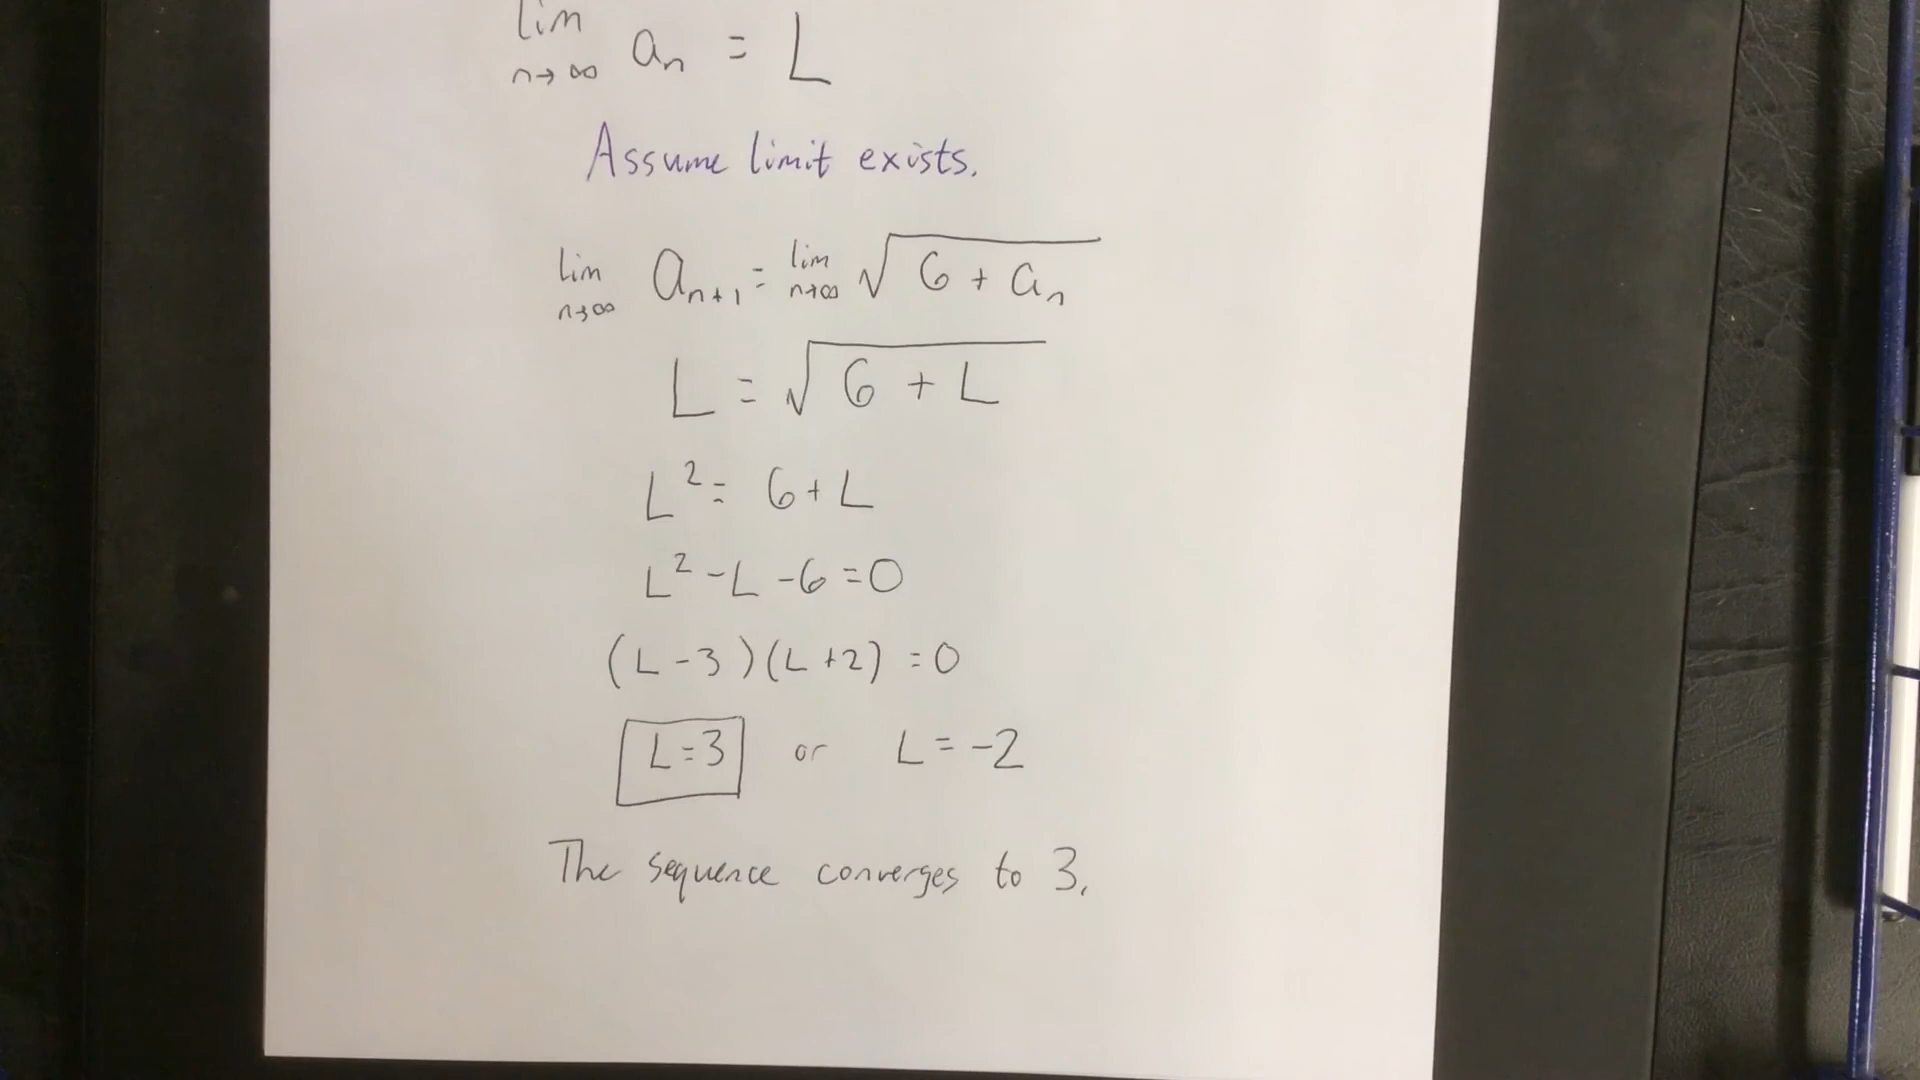 lim n→∞ aₙ = L
Assume limit exists.
lim n→∞ aₙ₊₁ = lim n→∞ √(6 + aₙ)
L = √(6 + L)
L² = 6 + L
L² - L - 6 = 0
(L - 3)(L + 2) = 0
L = 3 or L = -2
The sequence converges to 3.